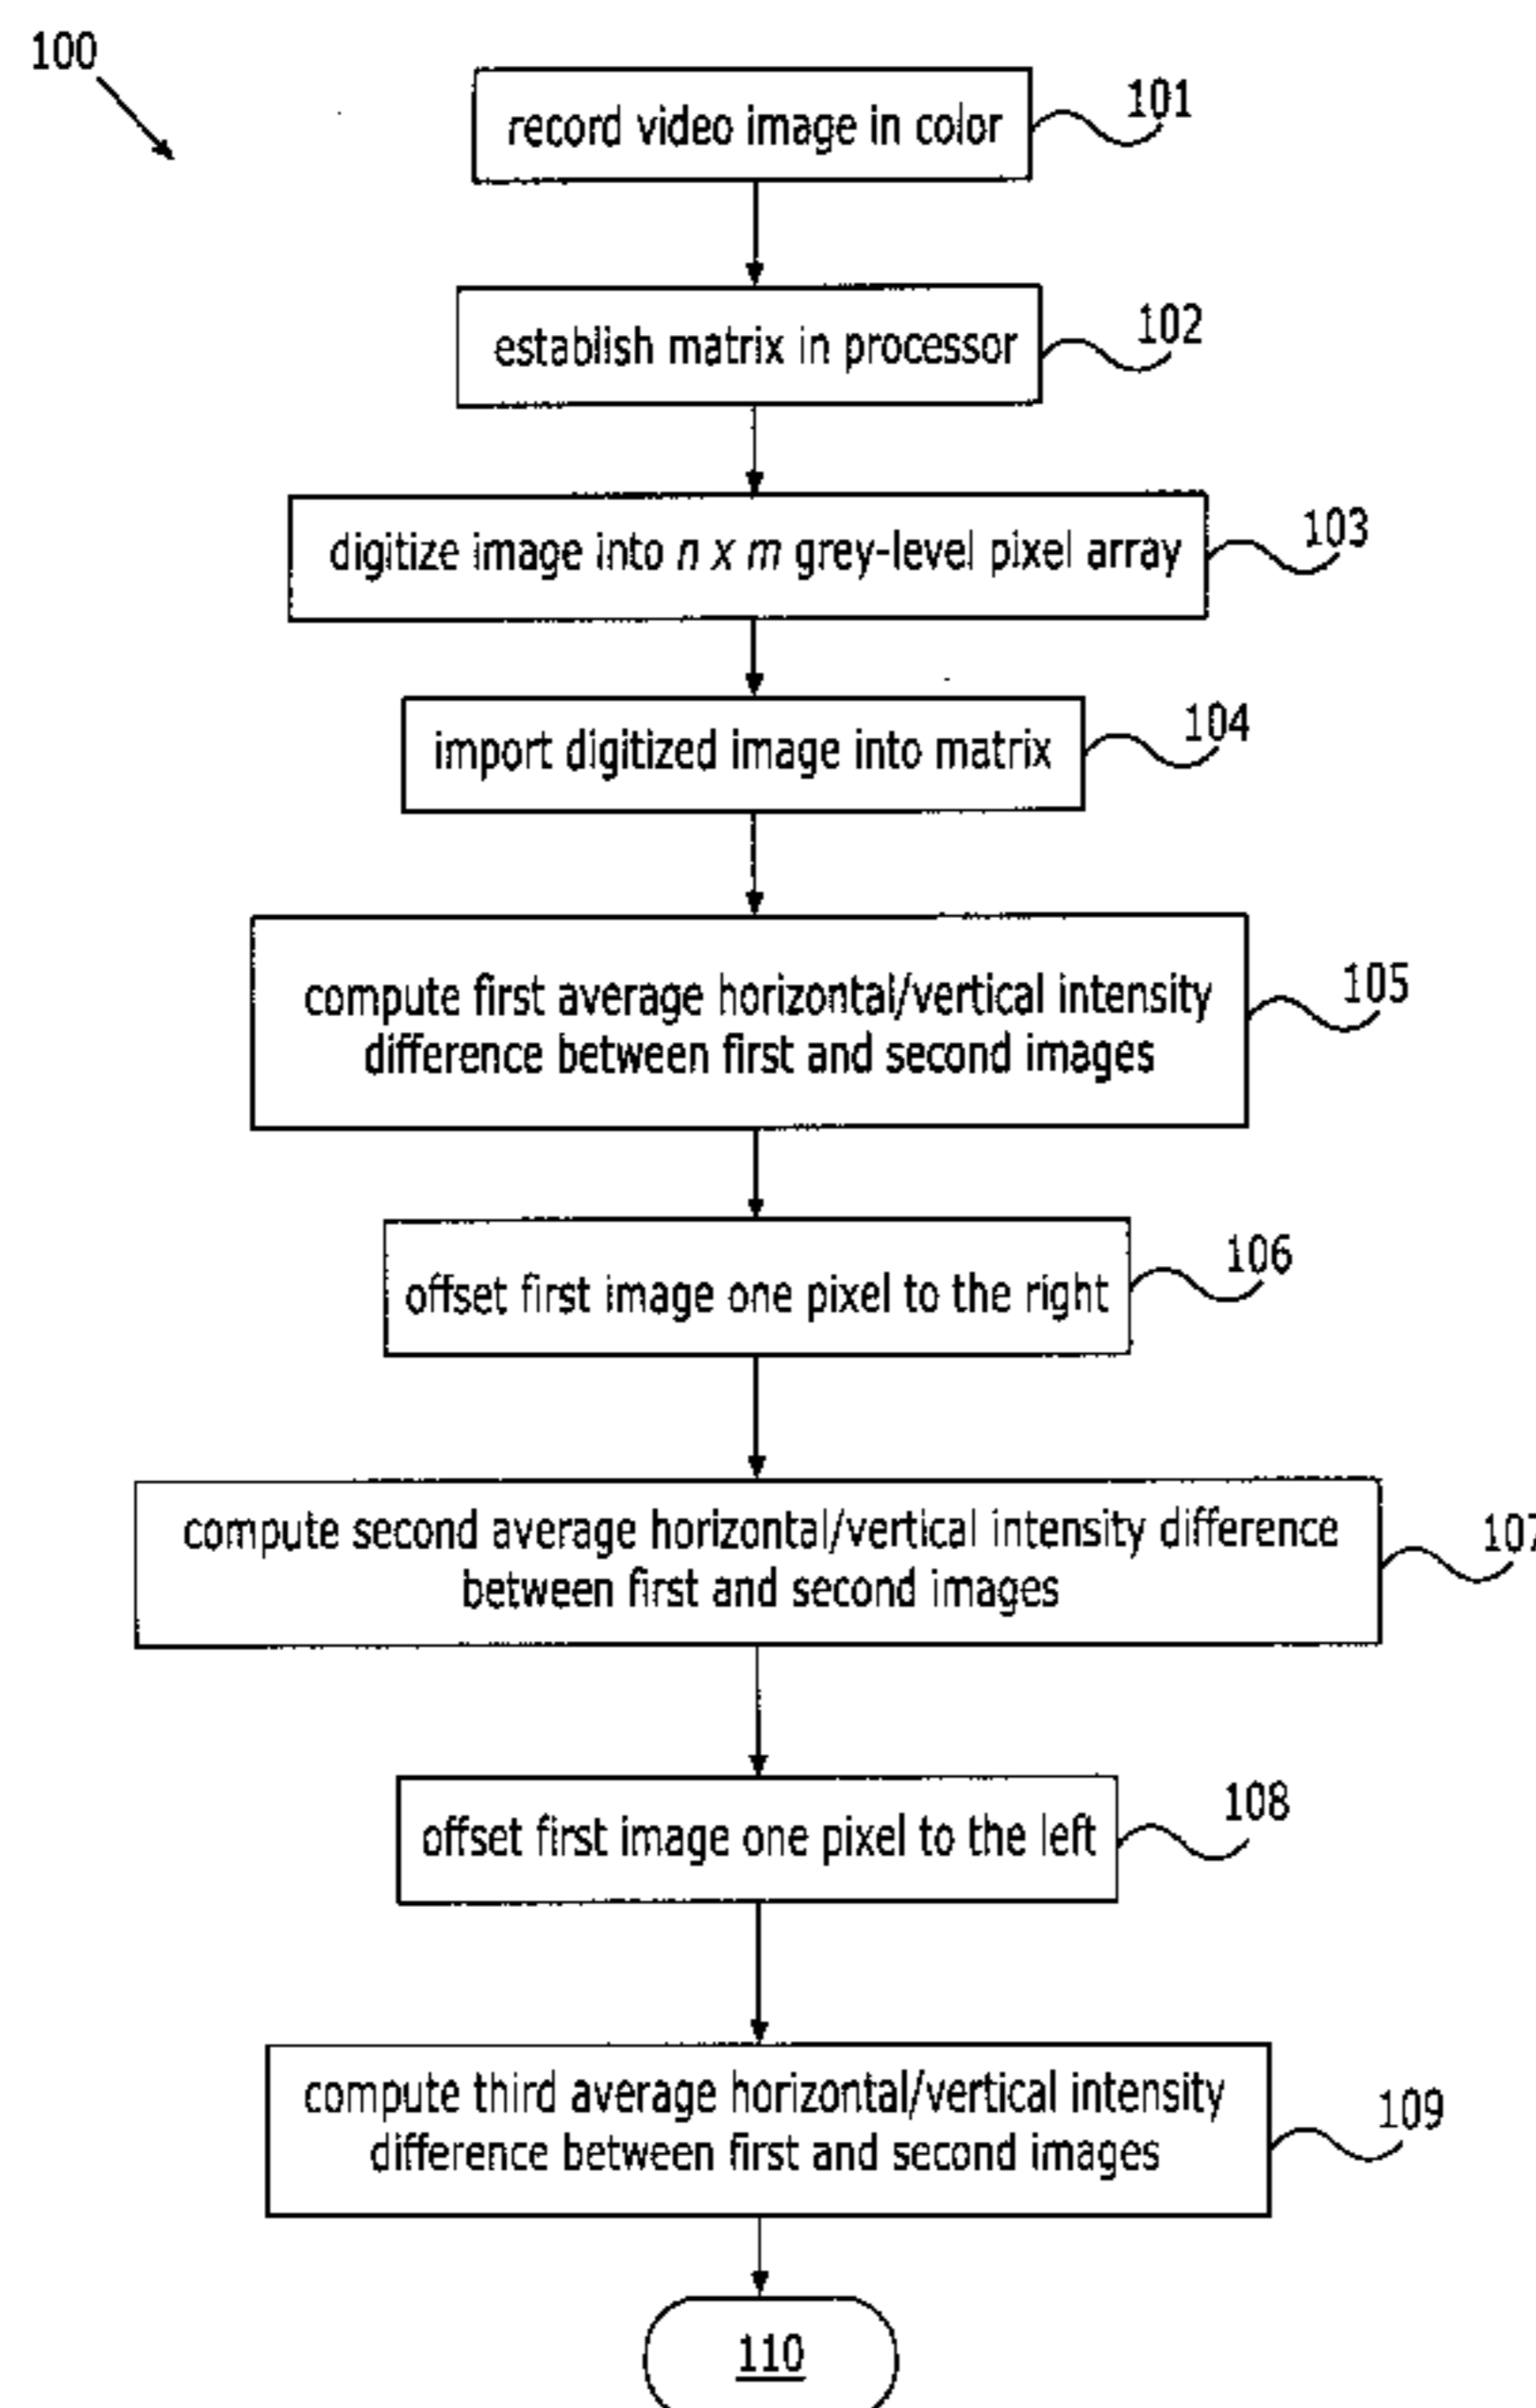 100
record video image in color
101
establish matrix in processor
102
digitize image into n x m grey-level pixel array
103
import digitized image into matrix
104
compute first average horizontal/vertical intensity
difference between first and second images
105
offset first image one pixel to the right
106
compute second average horizontal/vertical intensity difference
between first and second images
107
offset first image one pixel to the left
108
compute third average horizontal/vertical intensity
difference between first and second images
109
110